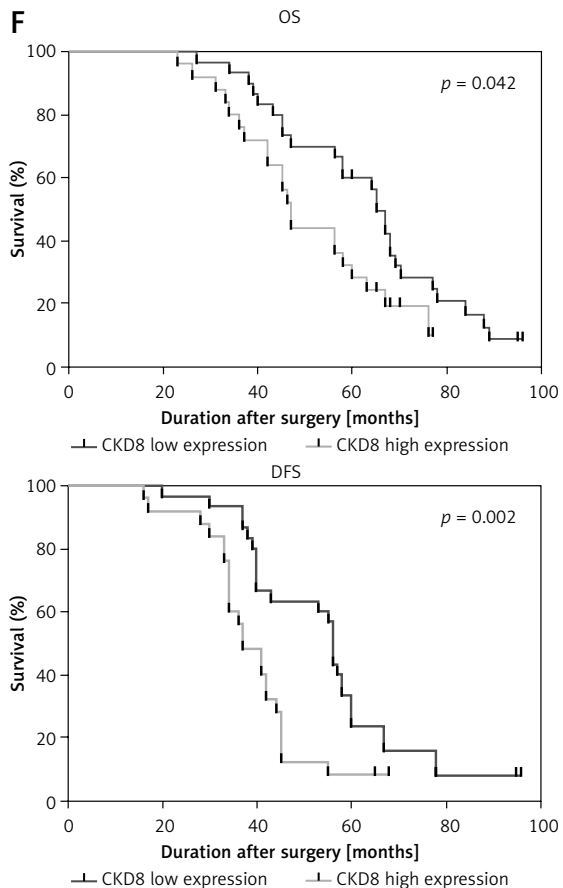 F
OS
100
80
60
40
20
0
Survival (%)
p = 0.042
0 20 40 60 80 100
Duration after surgery [months]
CKD8 low expression CKD8 high expression
DFS
100
80
60
40
20
0
Survival (%)
p = 0.002
0 20 40 60 80 100
Duration after surgery [months]
CKD8 low expression CKD8 high expression